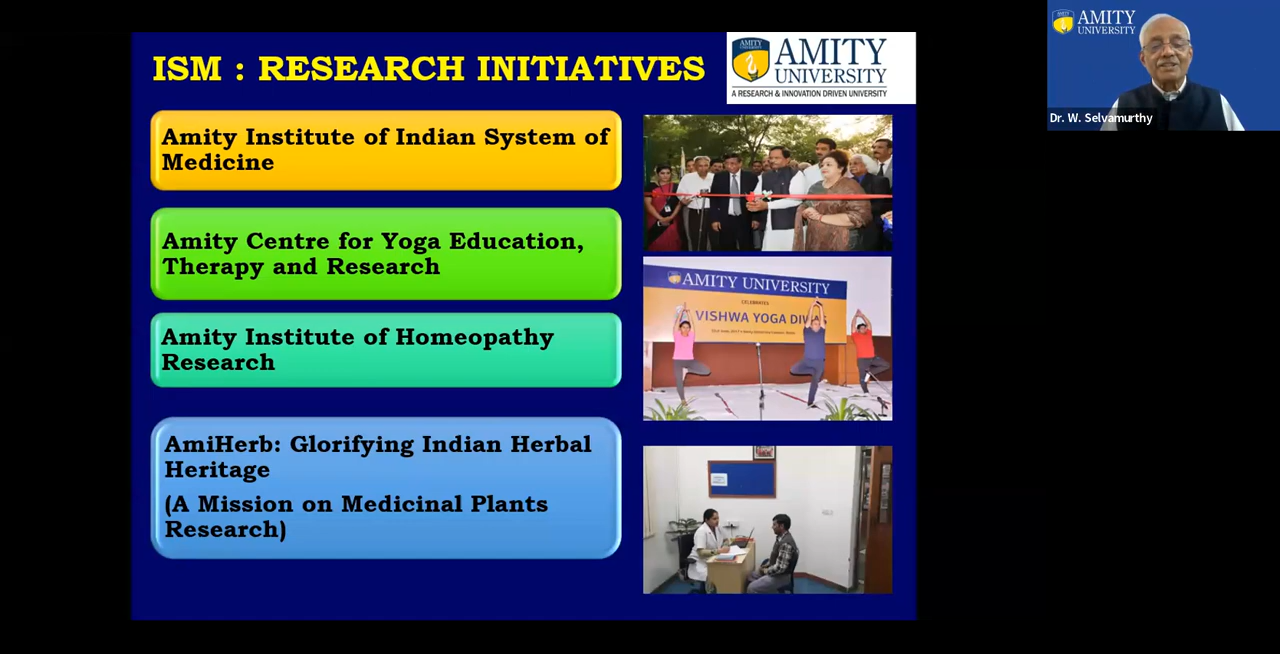 ISM : RESEARCH INITIATIVES
AMITY
UNIVERSITY
A RESEARCH & INNOVATION DRIVEN UNIVERSITY
Amity Institute of Indian System of
Medicine
Amity Centre for Yoga Education,
Therapy and Research
Amity Institute of Homeopathy
Research
AmiHerb: Glorifying Indian Herbal
Heritage
(A Mission on Medicinal Plants
Research)
AMITY UNIVERSITY
CELEBRATES
VISHWA YOGA DIWAS
AMITY
UNIVERSITY
Dr. W. Selvamurthy